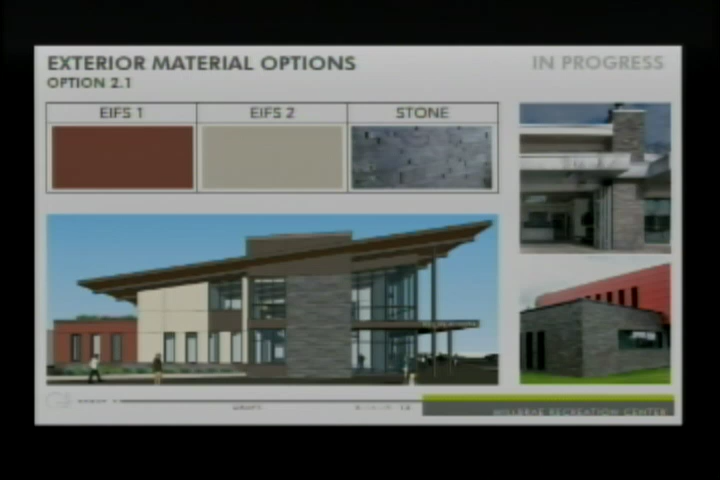 EXTERIOR MATERIAL OPTIONS
IN PROGRESS
OPTION 2.1
EIFS 1
EIFS 2
STONE
RECREATION CENTER